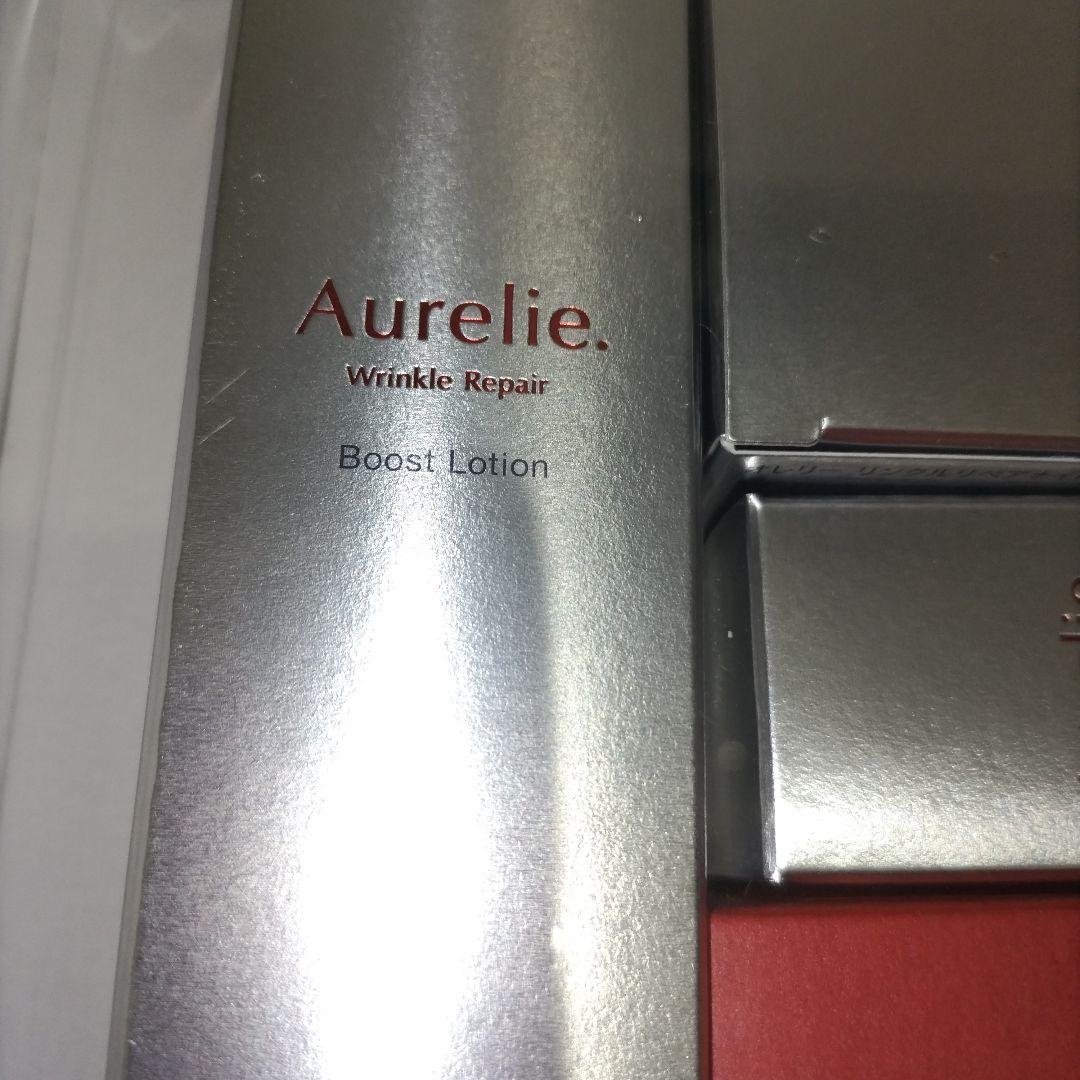 Aurelie.
Wrinkle Repair
Boost Lotion